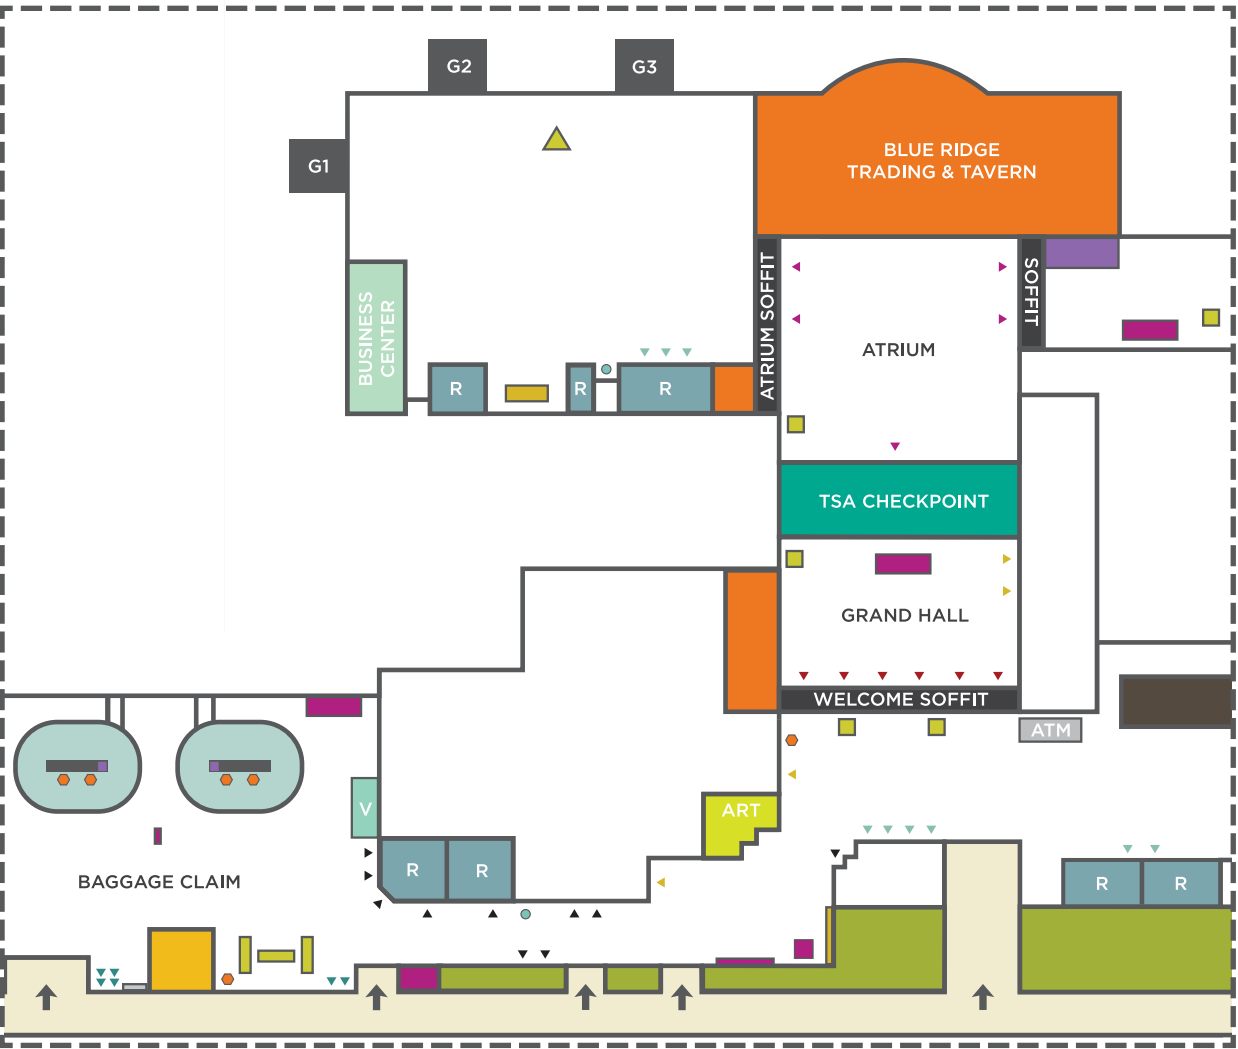 G2
G3
G1
BLUE RIDGE
TRADING & TAVERN
ATRIUM SOFFIT
SOFFIT
BUSINESS
CENTER
ATRIUM
R
R
R
TSA CHECKPOINT
GRAND HALL
WELCOME SOFFIT
ATM
V
ART
R
R
BAGGAGE CLAIM
R
R